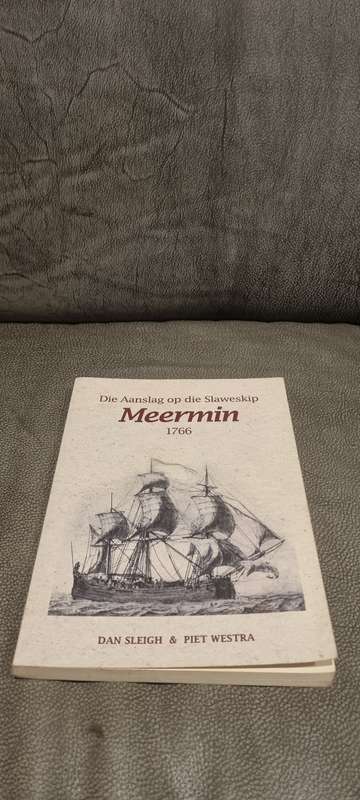 Die Aanslag op die Slaweskip
Meermin
1766
DAN SLEIGH & PIET WESTRA